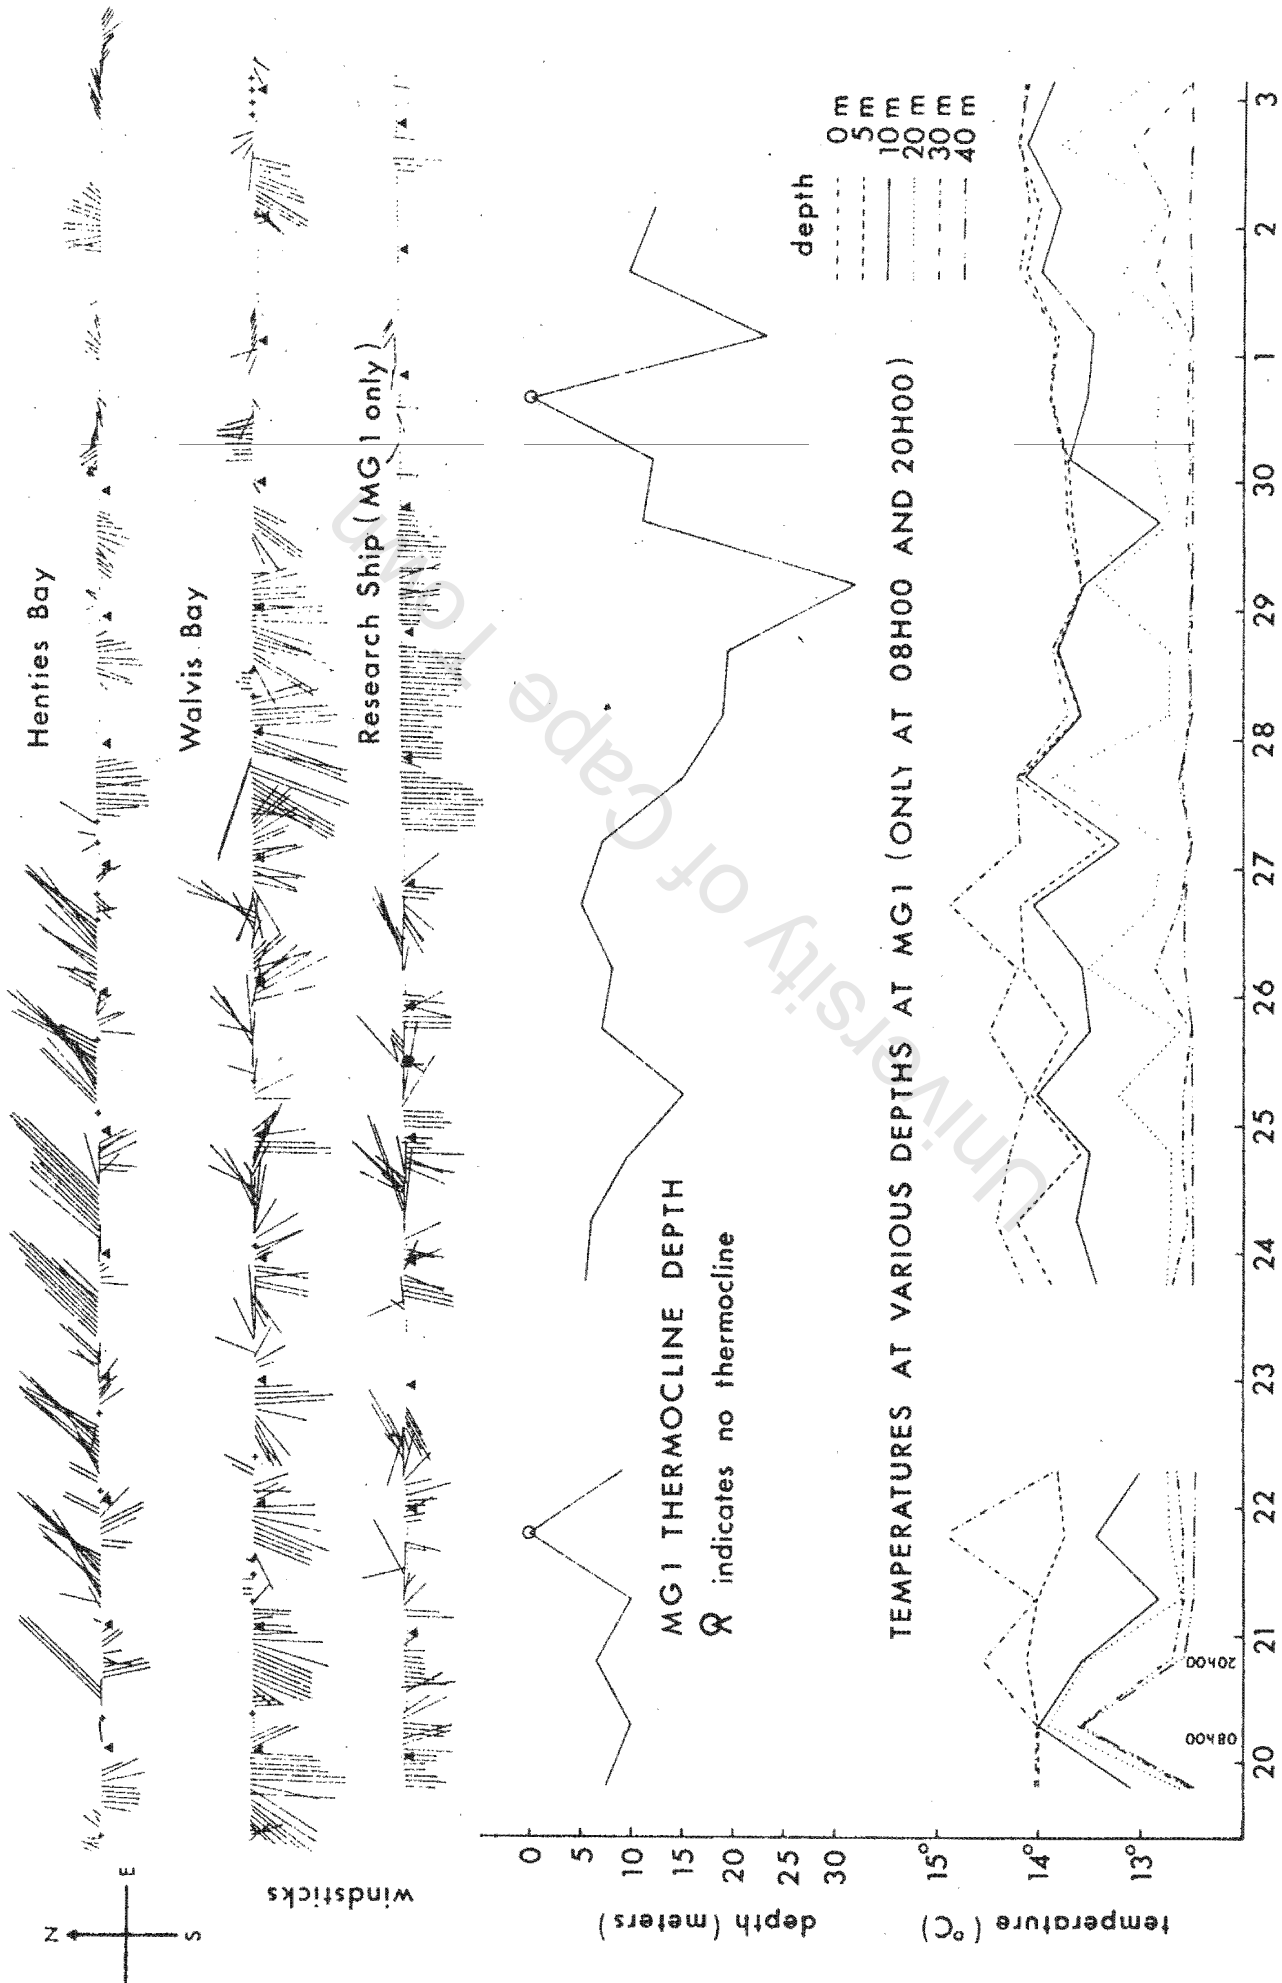 N
E
S
windsticks
Henties Bay
Walvis Bay
Research Ship (MG1 only)
0
5
10
15
20
25
30
depth (meters)
MG1 THERMOCLINE DEPTH
indicates no thermocline
depth
0 m
5 m
10 m
20 m
30 m
40 m
TEMPERATURES AT VARIOUS DEPTHS AT MG1 (ONLY AT 08H00 AND 20H00)
15°
14°
13°
temperature (°C)
08h00
20h00
20 21 22 23 24 25 26 27 28 29 30 1 2 3
University of Cape Town